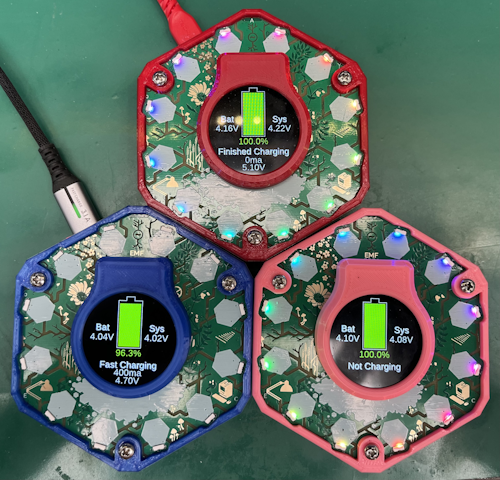 Bat Sys
4.16V 4.22V
100.0%
Finished Charging
0ma
5.10V
EMF
Bat Sys
4.04V 4.02V
96.3%
Fast Charging
400ma
4.70V
EMF
Bat Sys
4.10V 4.08V
100.0%
Not Charging